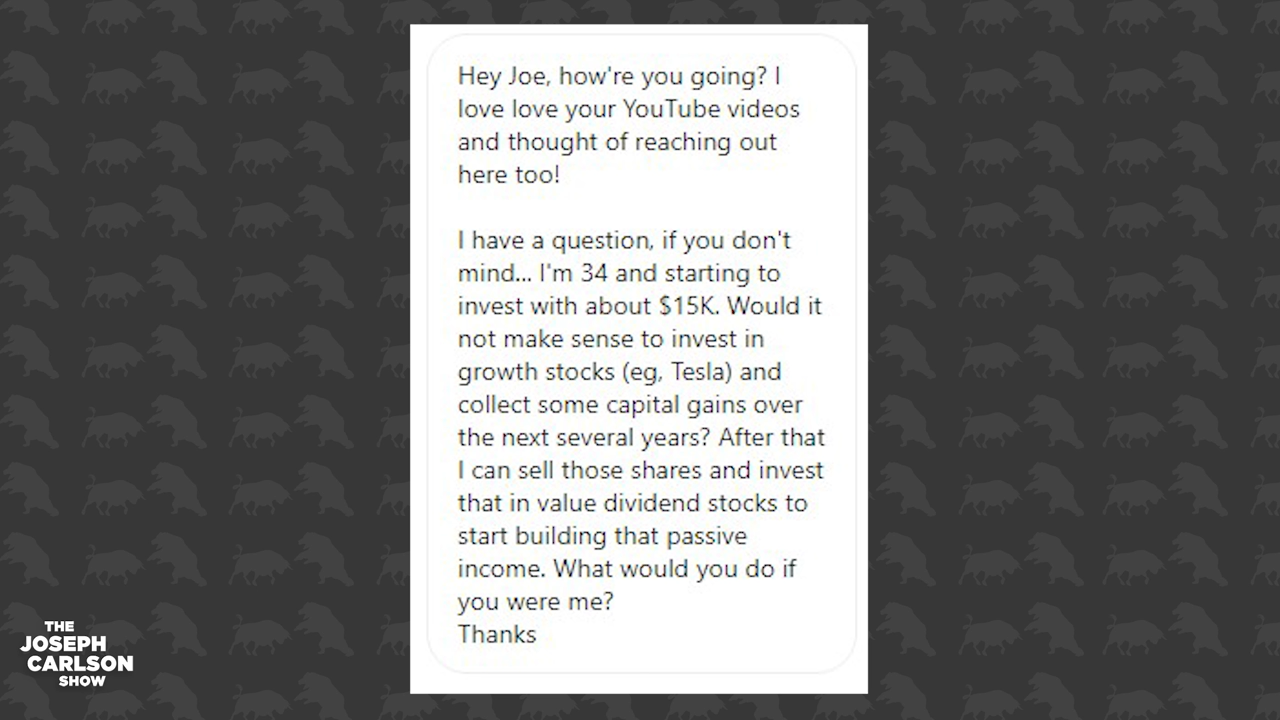 Hey Joe, how're you going? I
love love your YouTube videos
and thought of reaching out
here too!
I have a question, if you don't
mind... I'm 34 and starting to
invest with about $15K. Would it
not make sense to invest in
growth stocks (eg, Tesla) and
collect some capital gains over
the next several years? After that
I can sell those shares and invest
that in value dividend stocks to
start building that passive
income. What would you do if
you were me?
Thanks
THE
JOSEPH
CARLSON
SHOW